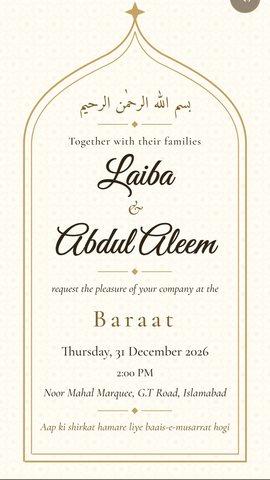 بسم الله الرحمن الرحيم
Together with their families
Laiba
&
Abdul Aleem
request the pleasure of your company at the
Baraat
Thursday, 31 December 2026
2:00 PM
Noor Mahal Marquee, G.T Road, Islamabad
Aap ki shirkat hamare liye baais-e-musarrat hogi